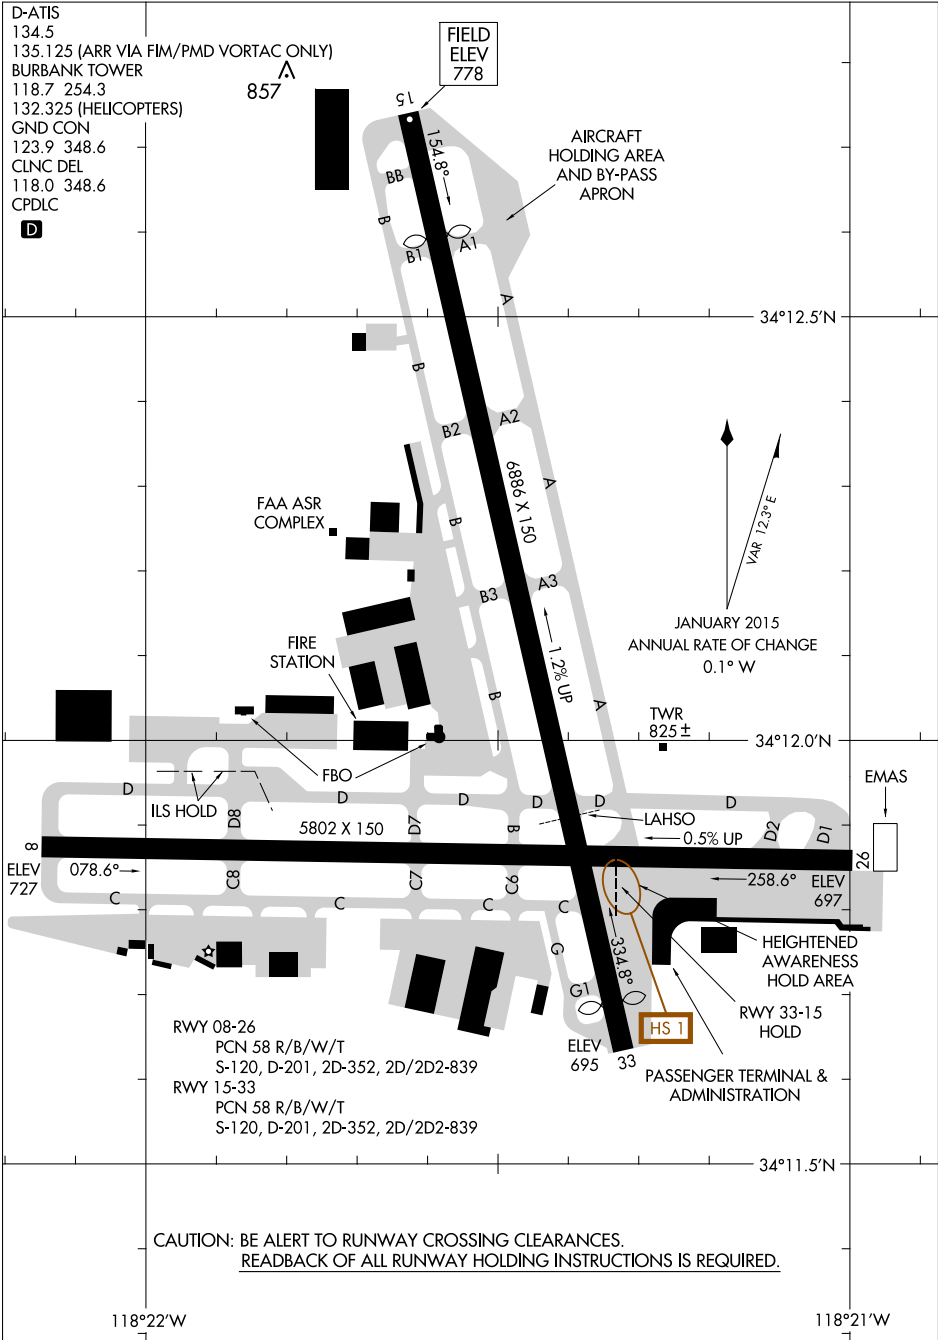 D-ATIS
134.5
135.125 (ARR VIA FIM/PMD VORTAC ONLY)
BURBANK TOWER
118.7 254.3
132.325 (HELICOPTERS)
GND CON
123.9 348.6
CLNC DEL
118.0 348.6
CPDLC
D
857
FIELD
ELEV
778
15
154.8°
AIRCRAFT
HOLDING AREA
AND BY-PASS
APRON
BB
B
B1
A1
A
34°12.5'N
B
B2
A2
6886 X 150
A
B
FAA ASR
COMPLEX
VAR 12.3° E
B3
A3
JANUARY 2015
ANNUAL RATE OF CHANGE
0.1° W
1.2% UP
FIRE
STATION
B
A
TWR
825 ±
34°12.0'N
FBO
EMAS
ILS HOLD
D
D
D
D
D
D
D8
5802 X 150
D7
B
LAHSO
0.5% UP
D2
D1
8
26
ELEV
727
078.6°
C8
C7
C6
258.6°
ELEV
697
C
C
C
C
G
334.8°
HEIGHTENED
AWARENESS
HOLD AREA
G1
RWY 33-15
HOLD
HS 1
ELEV
695
33
PASSENGER TERMINAL &
ADMINISTRATION
RWY 08-26
PCN 58 R/B/W/T
S-120, D-201, 2D-352, 2D/2D2-839
RWY 15-33
PCN 58 R/B/W/T
S-120, D-201, 2D-352, 2D/2D2-839
34°11.5'N
CAUTION: BE ALERT TO RUNWAY CROSSING CLEARANCES.
READBACK OF ALL RUNWAY HOLDING INSTRUCTIONS IS REQUIRED.
118°22'W
118°21'W